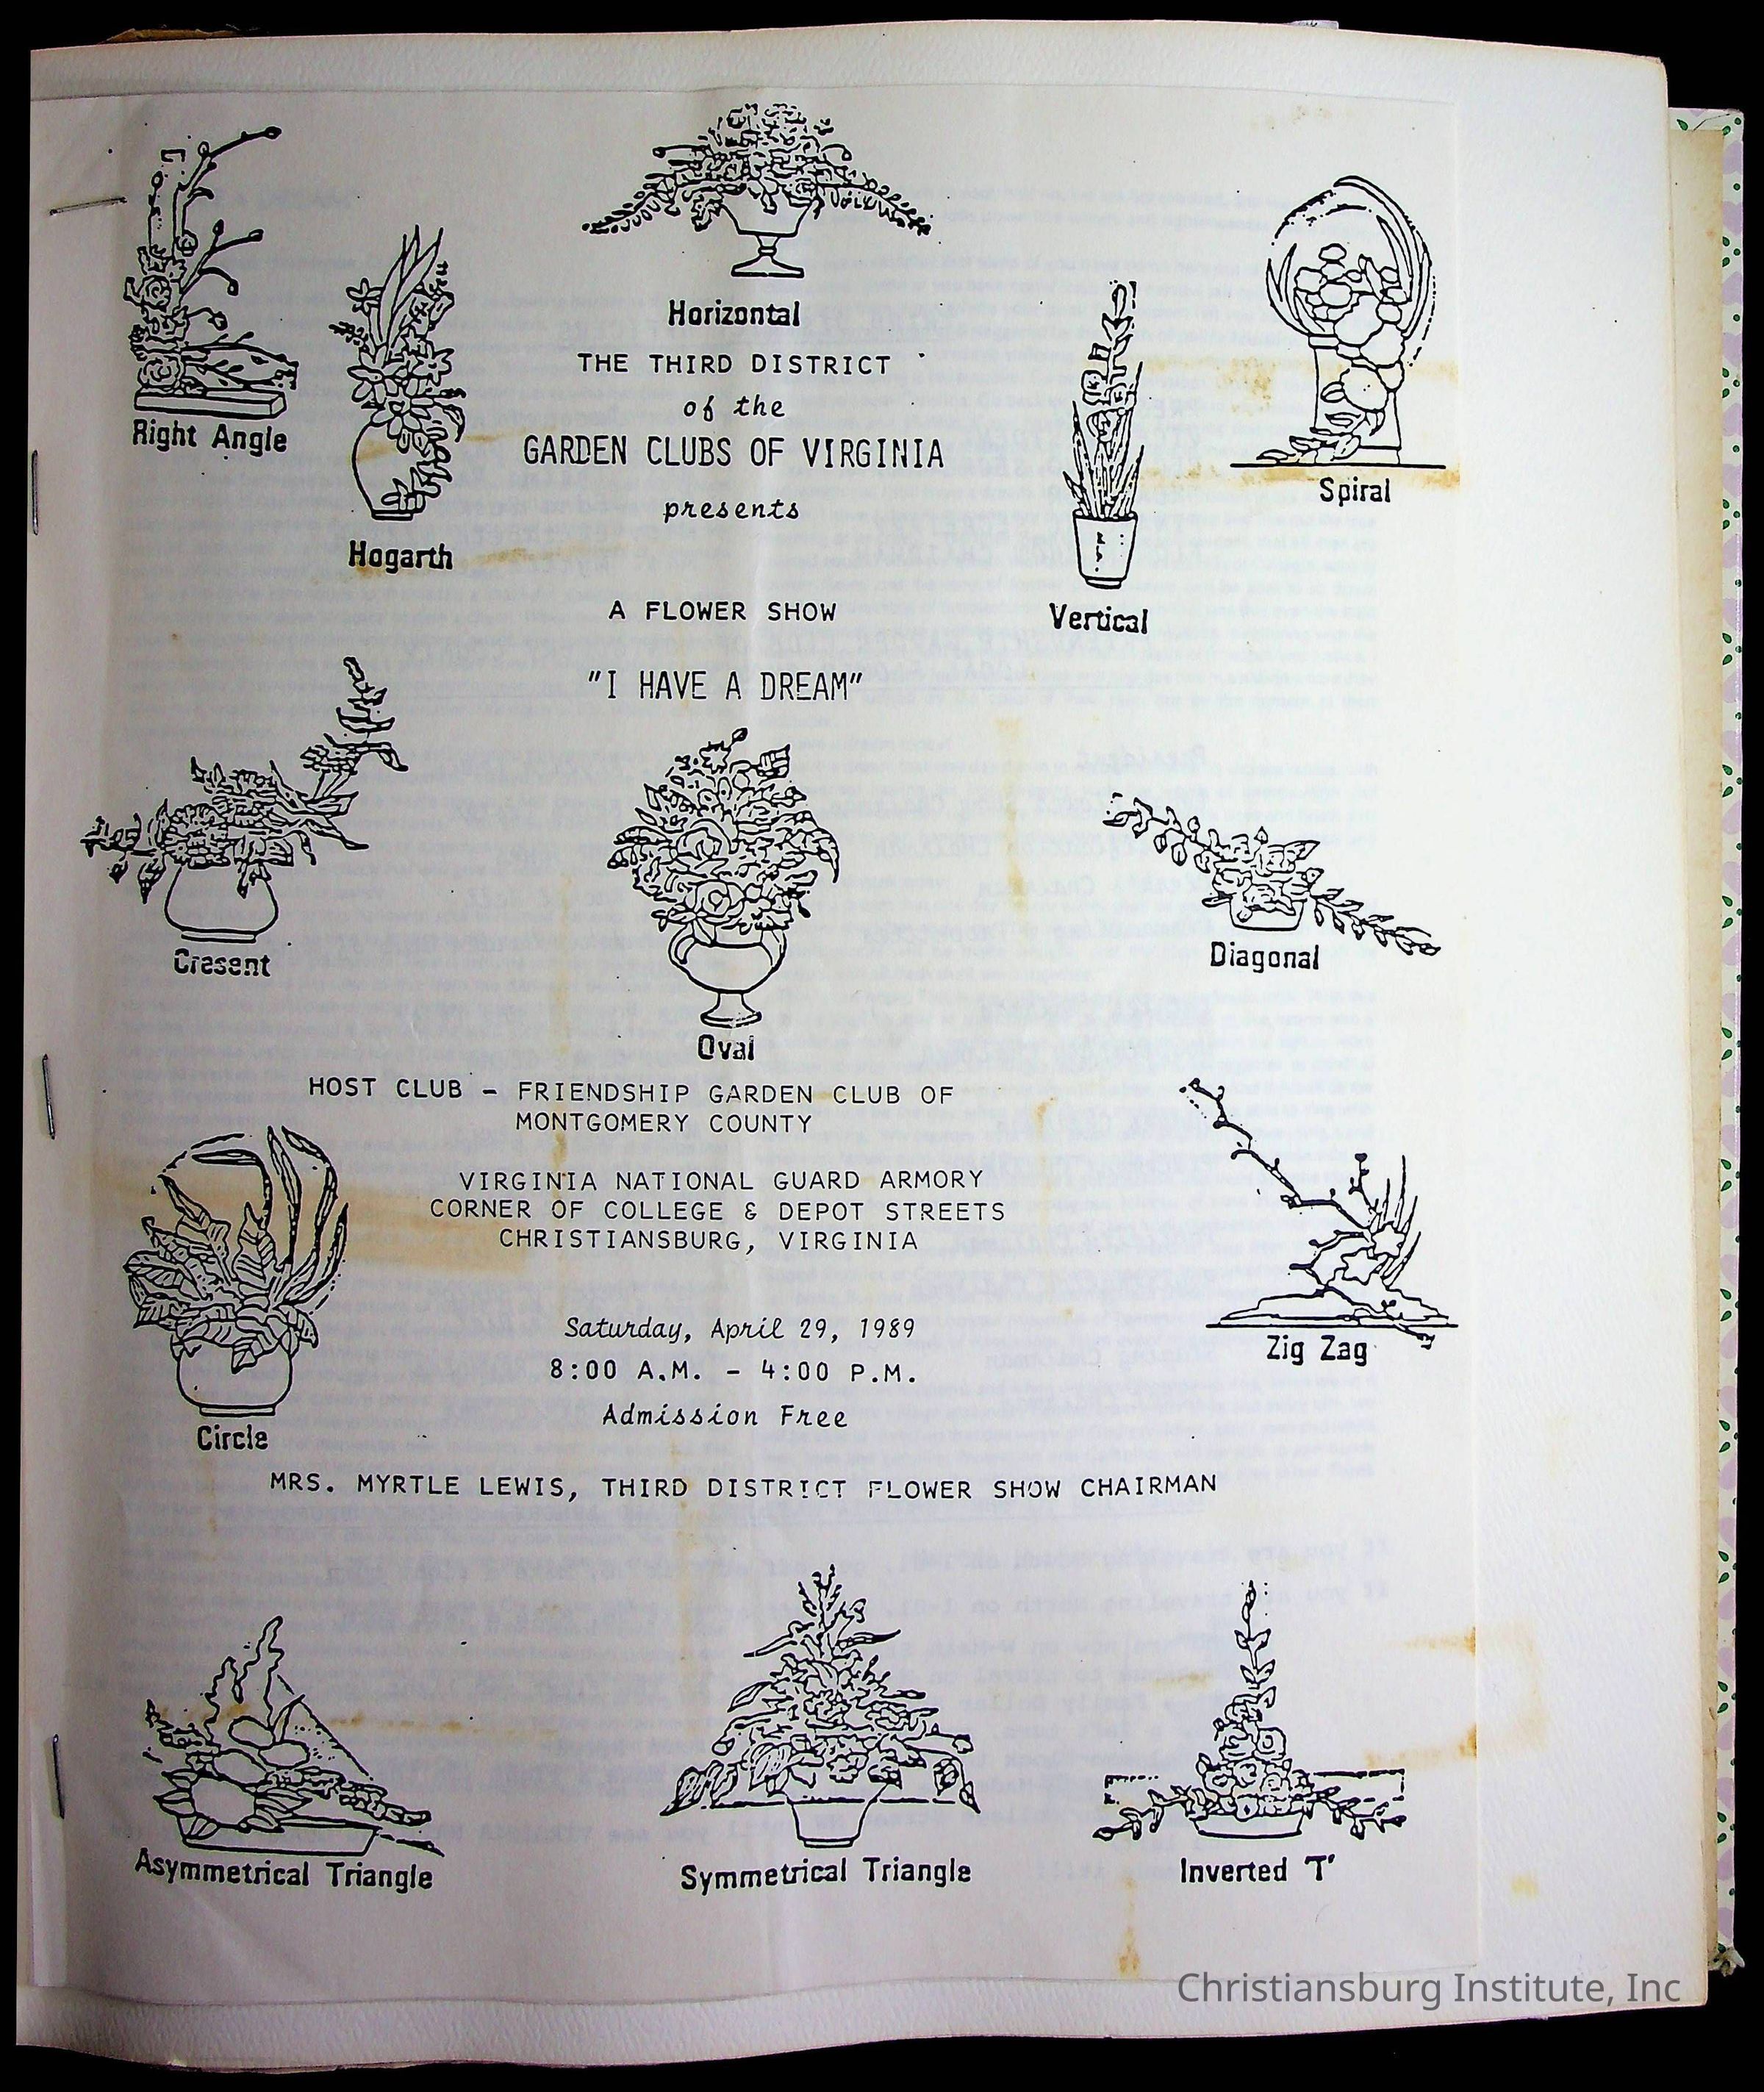 Horizontal
THE THIRD DISTRICT
of the
GARDEN CLUBS OF VIRGINIA
presents
Right Angle
Hogarth
Spiral
Vertical
A FLOWER SHOW
"I HAVE A DREAM"
Cresent
Oval
Diagonal
HOST CLUB - FRIENDSHIP GARDEN CLUB OF
MONTGOMERY COUNTY
VIRGINIA NATIONAL GUARD ARMORY
CORNER OF COLLEGE & DEPOT STREETS
CHRISTIANSBURG, VIRGINIA
Saturday, April 29, 1989
8:00 A.M. - 4:00 P.M.
Admission Free
Zig Zag
Circle
MRS. MYRTLE LEWIS, THIRD DISTRICT FLOWER SHOW CHAIRMAN
Asymmetrical Triangle
Symmetrical Triangle
Inverted 'T'
Christiansburg Institute, Inc